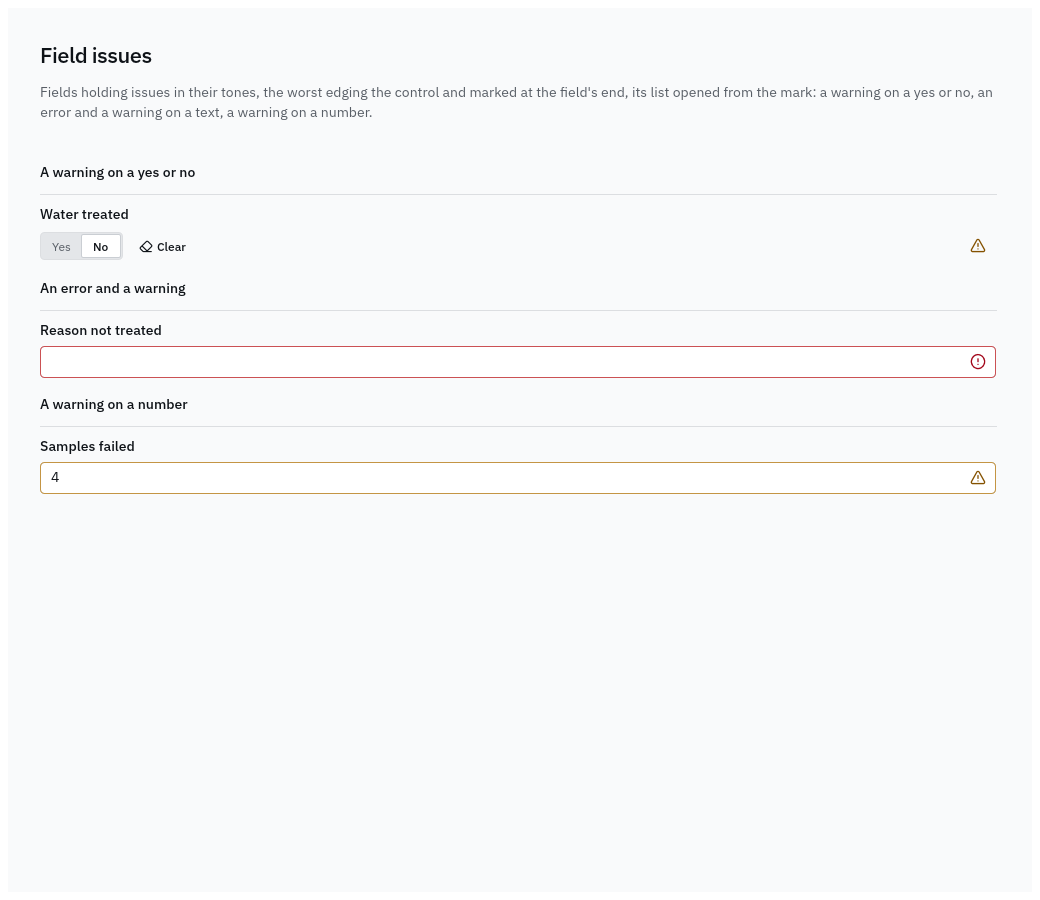 Field issues
Fields holding issues in their tones, the worst edging the control and marked at the field's end, its list opened from the mark: a warning on a yes or no, an
error and a warning on a text, a warning on a number.
A warning on a yes or no
Water treated
Yes No Clear
An error and a warning
Reason not treated
A warning on a number
Samples failed
4